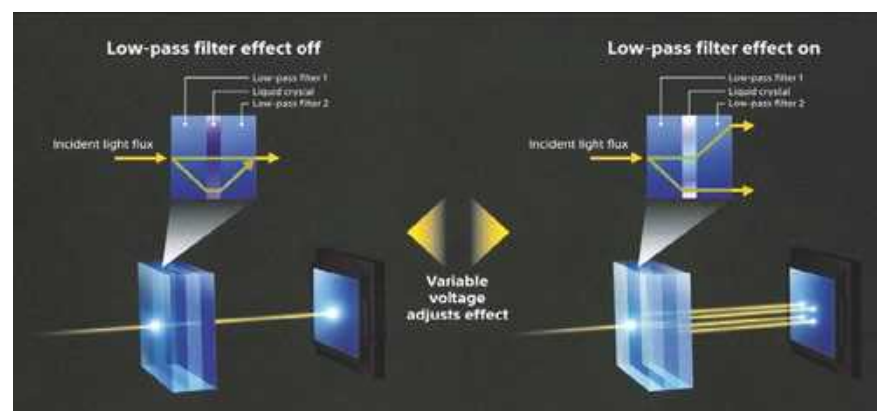 Low-pass filter effect off
Low-pass filter 1
Liquid crystal
Low-pass filter 2
Incident light flux
Low-pass filter effect on
Low-pass filter 1
Liquid crystal
Low-pass filter 2
Incident light flux
Variable
voltage
adjusts effect